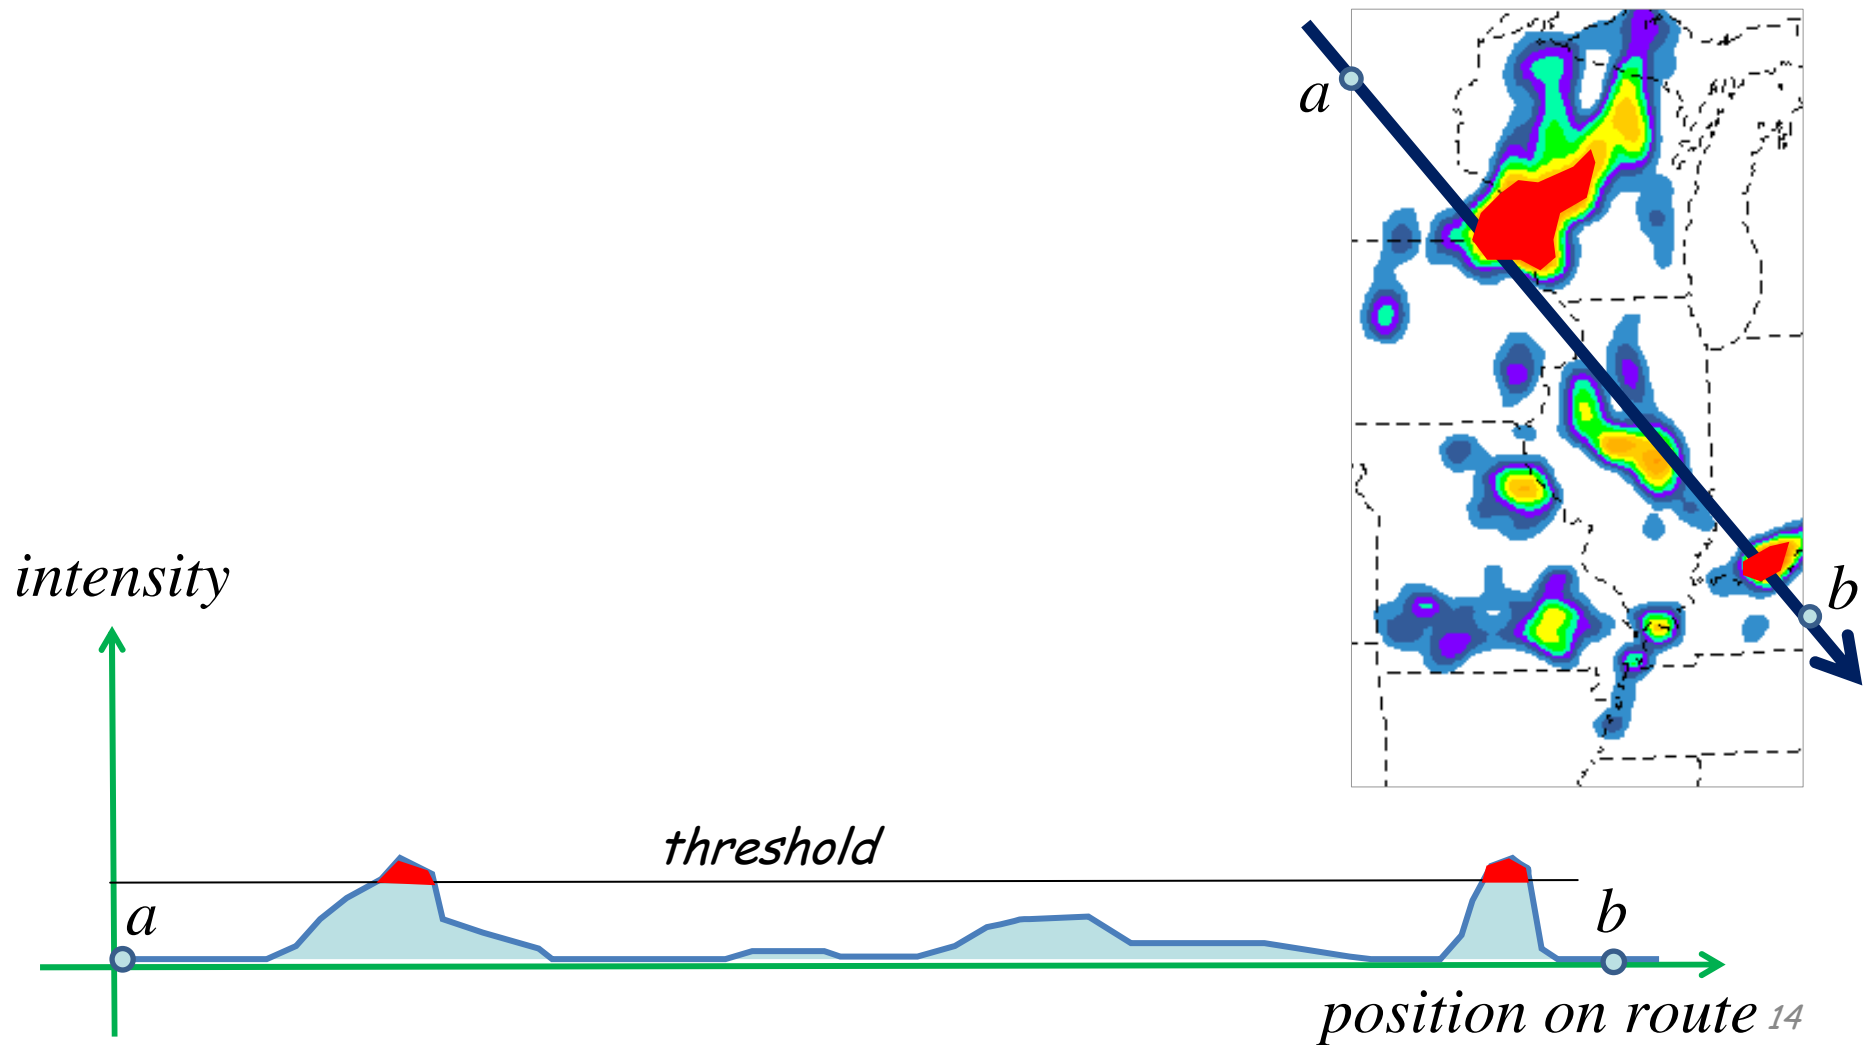 a
b
intensity
threshold
a
b
position on route
14